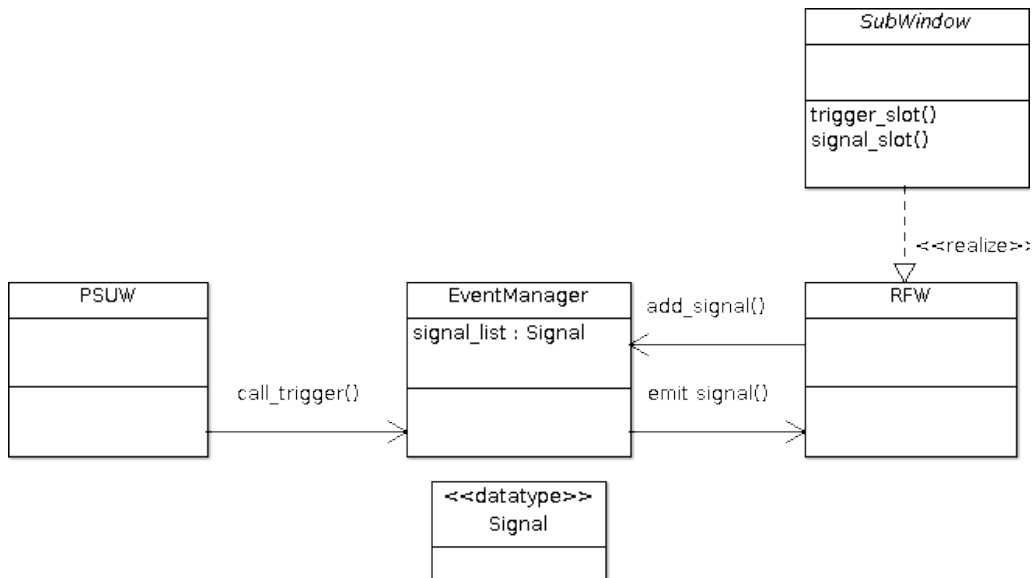 SubWindow
trigger_slot()
signal_slot()
<<realize>>
PSUW
EventManager
RFW
signal_list : Signal
add_signal()
call_trigger()
emit signal()
<<datatype>>
Signal